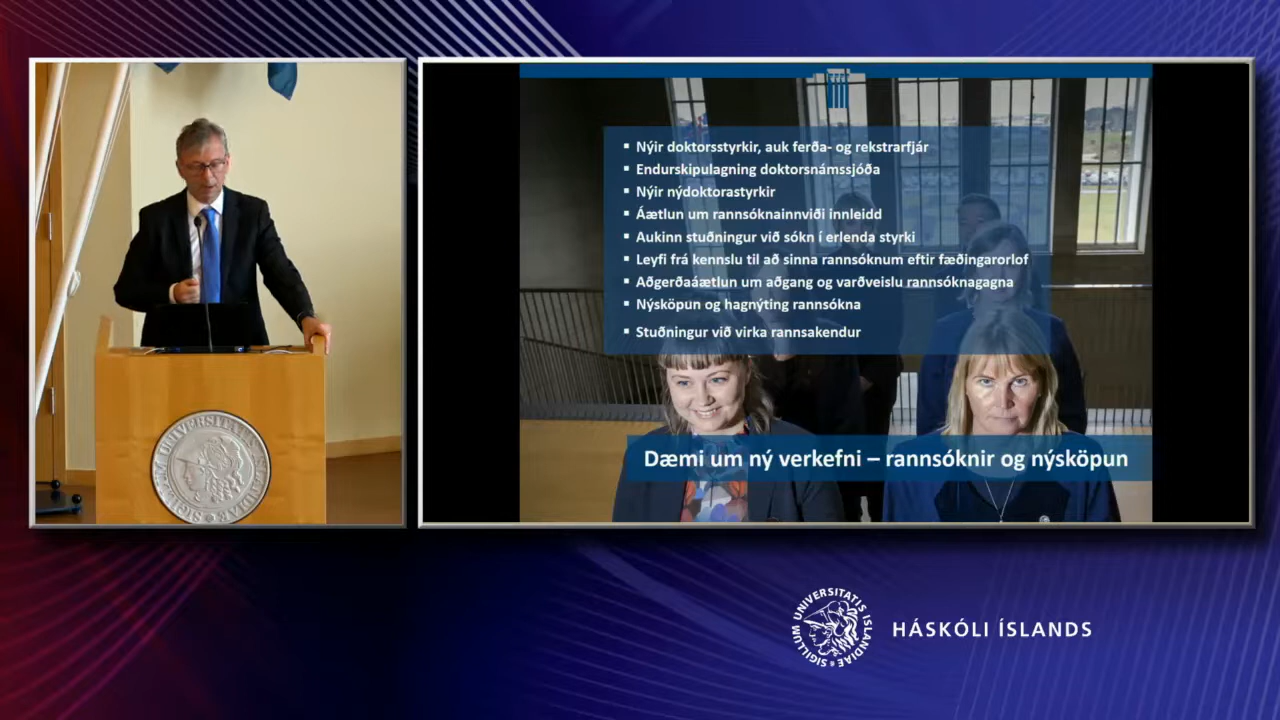 ▪ Nýir doktorsstyrkir, auk ferða- og rekstrarfjár
▪ Endurskipulagning doktorsnámssjóða
▪ Nýir nýdoktorastyrkir
▪ Áætlun um rannsóknainnviði innleidd
▪ Aukinn stuðningur við sókn í erlenda styrki
▪ Leyfi frá kennslu til að sinna rannsóknum eftir fæðingarorlof
▪ Aðgerðaáætlun um aðgang og varðveislu rannsóknagagna
▪ Nýsköpun og hagnýting rannsókna
▪ Stuðningur við virka rannsakendur
Dæmi um ný verkefni – rannsóknir og nýsköpun
SIGILLUM UNIVERSITATIS ISLANDIAE
HÁSKÓLI ÍSLANDS